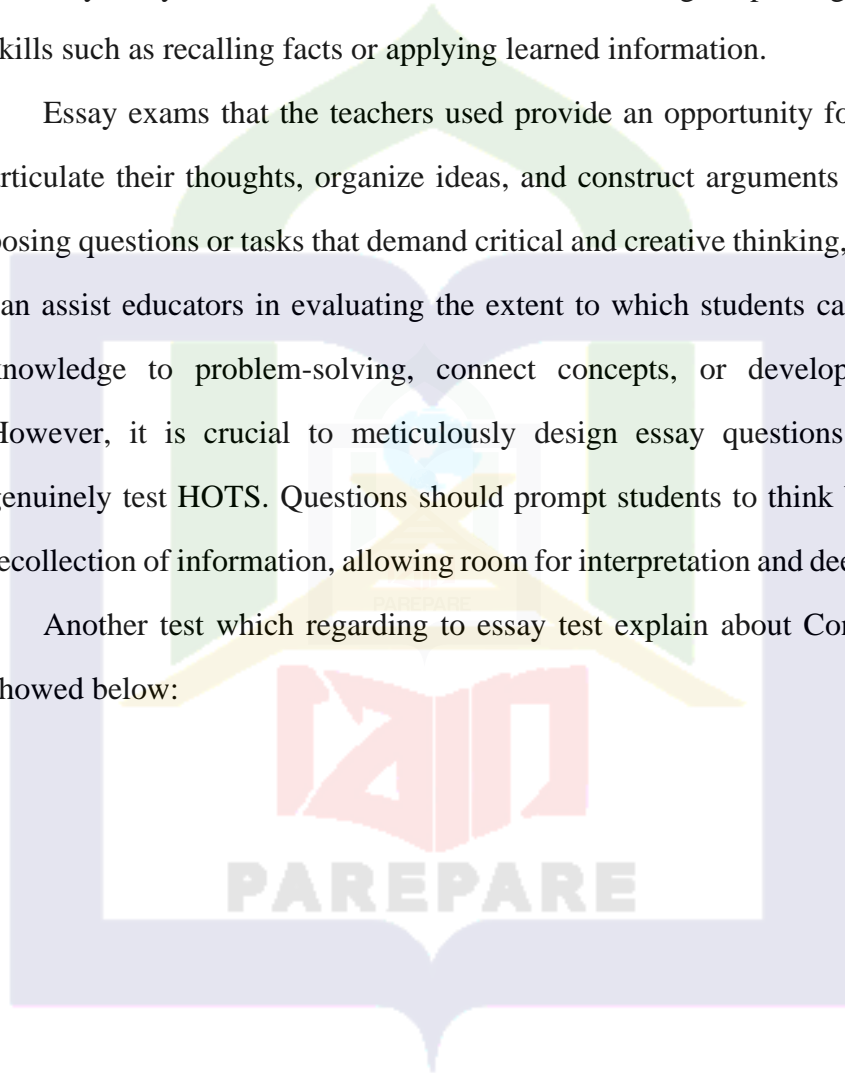 kills such as recalling facts or applying learned information.
Essay exams that the teachers used provide an opportunity fo
rticulate their thoughts, organize ideas, and construct arguments
osing questions or tasks that demand critical and creative thinking,
an assist educators in evaluating the extent to which students ca
nowledge to problem-solving, connect concepts, or develop
However, it is crucial to meticulously design essay questions
genuinely test HOTS. Questions should prompt students to think
ecollection of information, allowing room for interpretation and dee
PAREPARE
Another test which regarding to essay test explain about Con
howed below:
PAREPARE